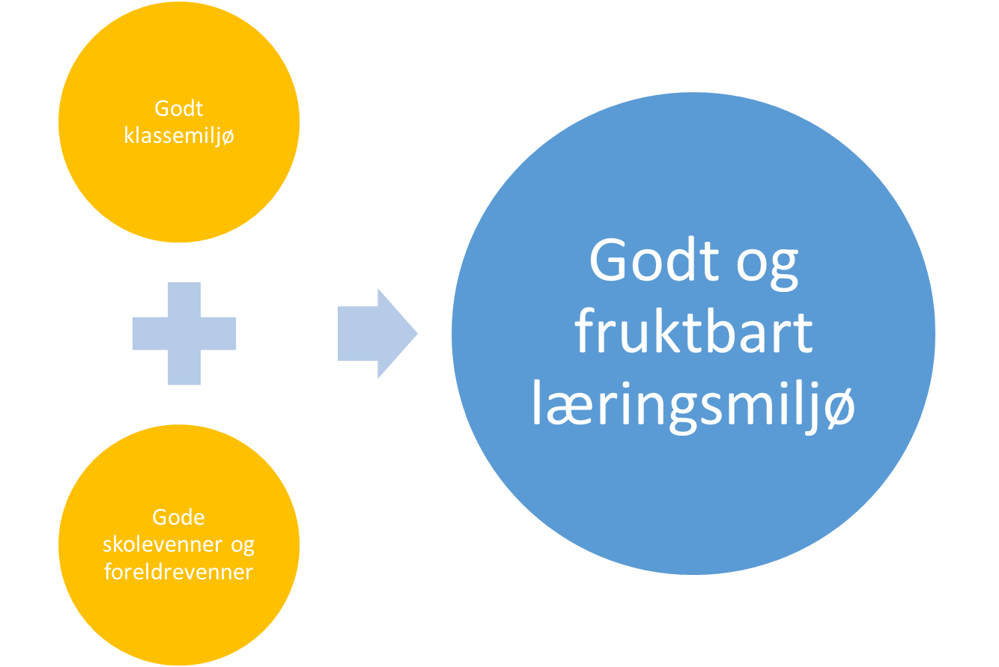 Godt
klassemiljø
Gode
skolevenner og
foreldrevenner
Godt og
fruktbart
læringsmiljø